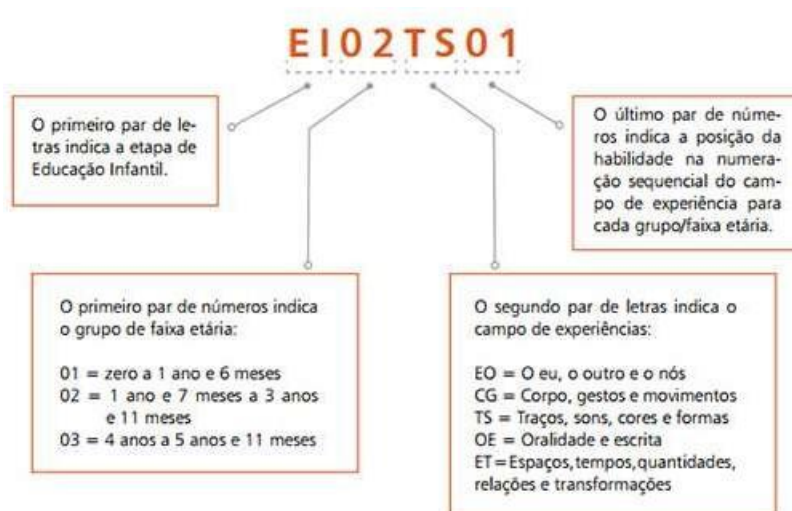 EI02TS01
O primeiro par de le-
tras indica a etapa de
Educação Infantil.
O último par de núme-
ros indica a posição da
habilidade na numera-
ção sequencial do cam-
po de experiência para
cada grupo/faixa etária.
O primeiro par de números indica
o grupo de faixa etária:
01 = zero a 1 ano e 6 meses
02 = 1 ano e 7 meses a 3 anos
e 11 meses
03 = 4 anos a 5 anos e 11 meses
O segundo par de letras indica o
campo de experiências:
EO = O eu, o outro e o nós
CG = Corpo, gestos e movimentos
TS = Traços, sons, cores e formas
OE = Oralidade e escrita
ET = Espaços, tempos, quantidades,
relações e transformações